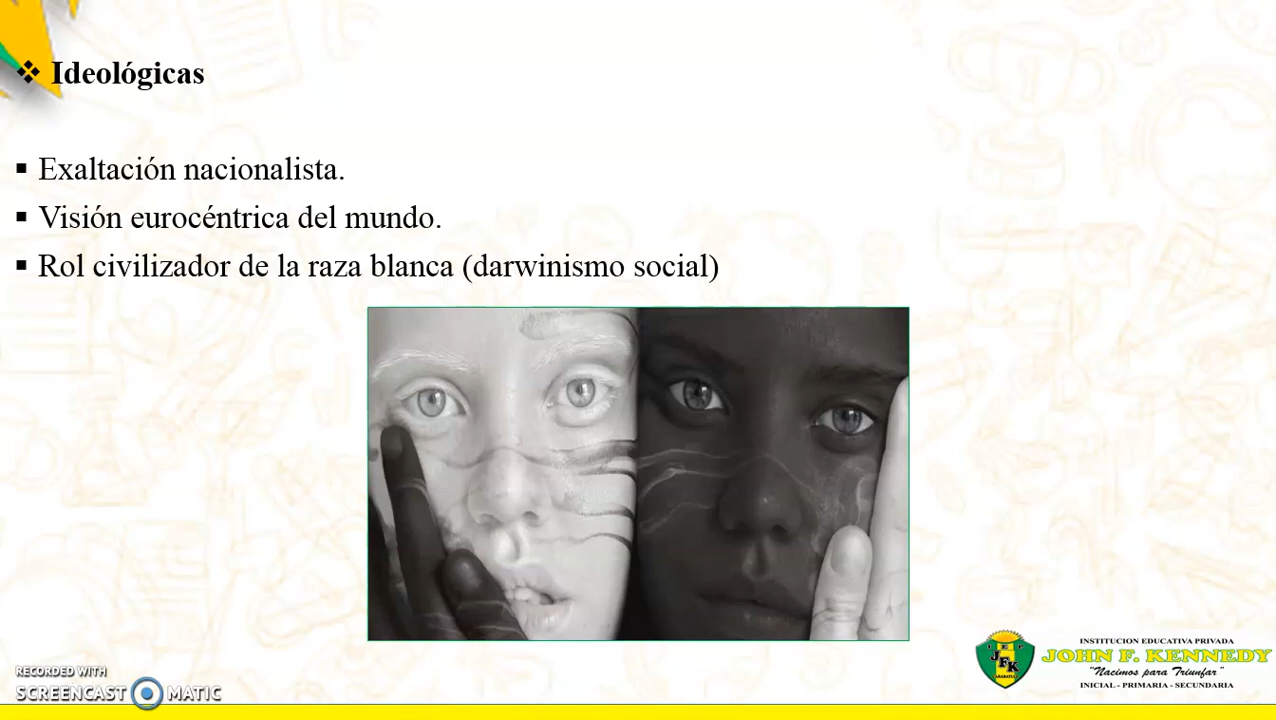 Ideológicas
Exaltación nacionalista.
Visión eurocéntrica del mundo.
Rol civilizador de la raza blanca (darwinismo social)
INSTITUCION EDUCATIVA PRIVADA
JOHN F. KENNEDY
"Nacimos para Triunfar"
INICIAL - PRIMARIA - SECUNDARIA
I E P
JFK
RECORDED WITH
SCREENCAST MATIC